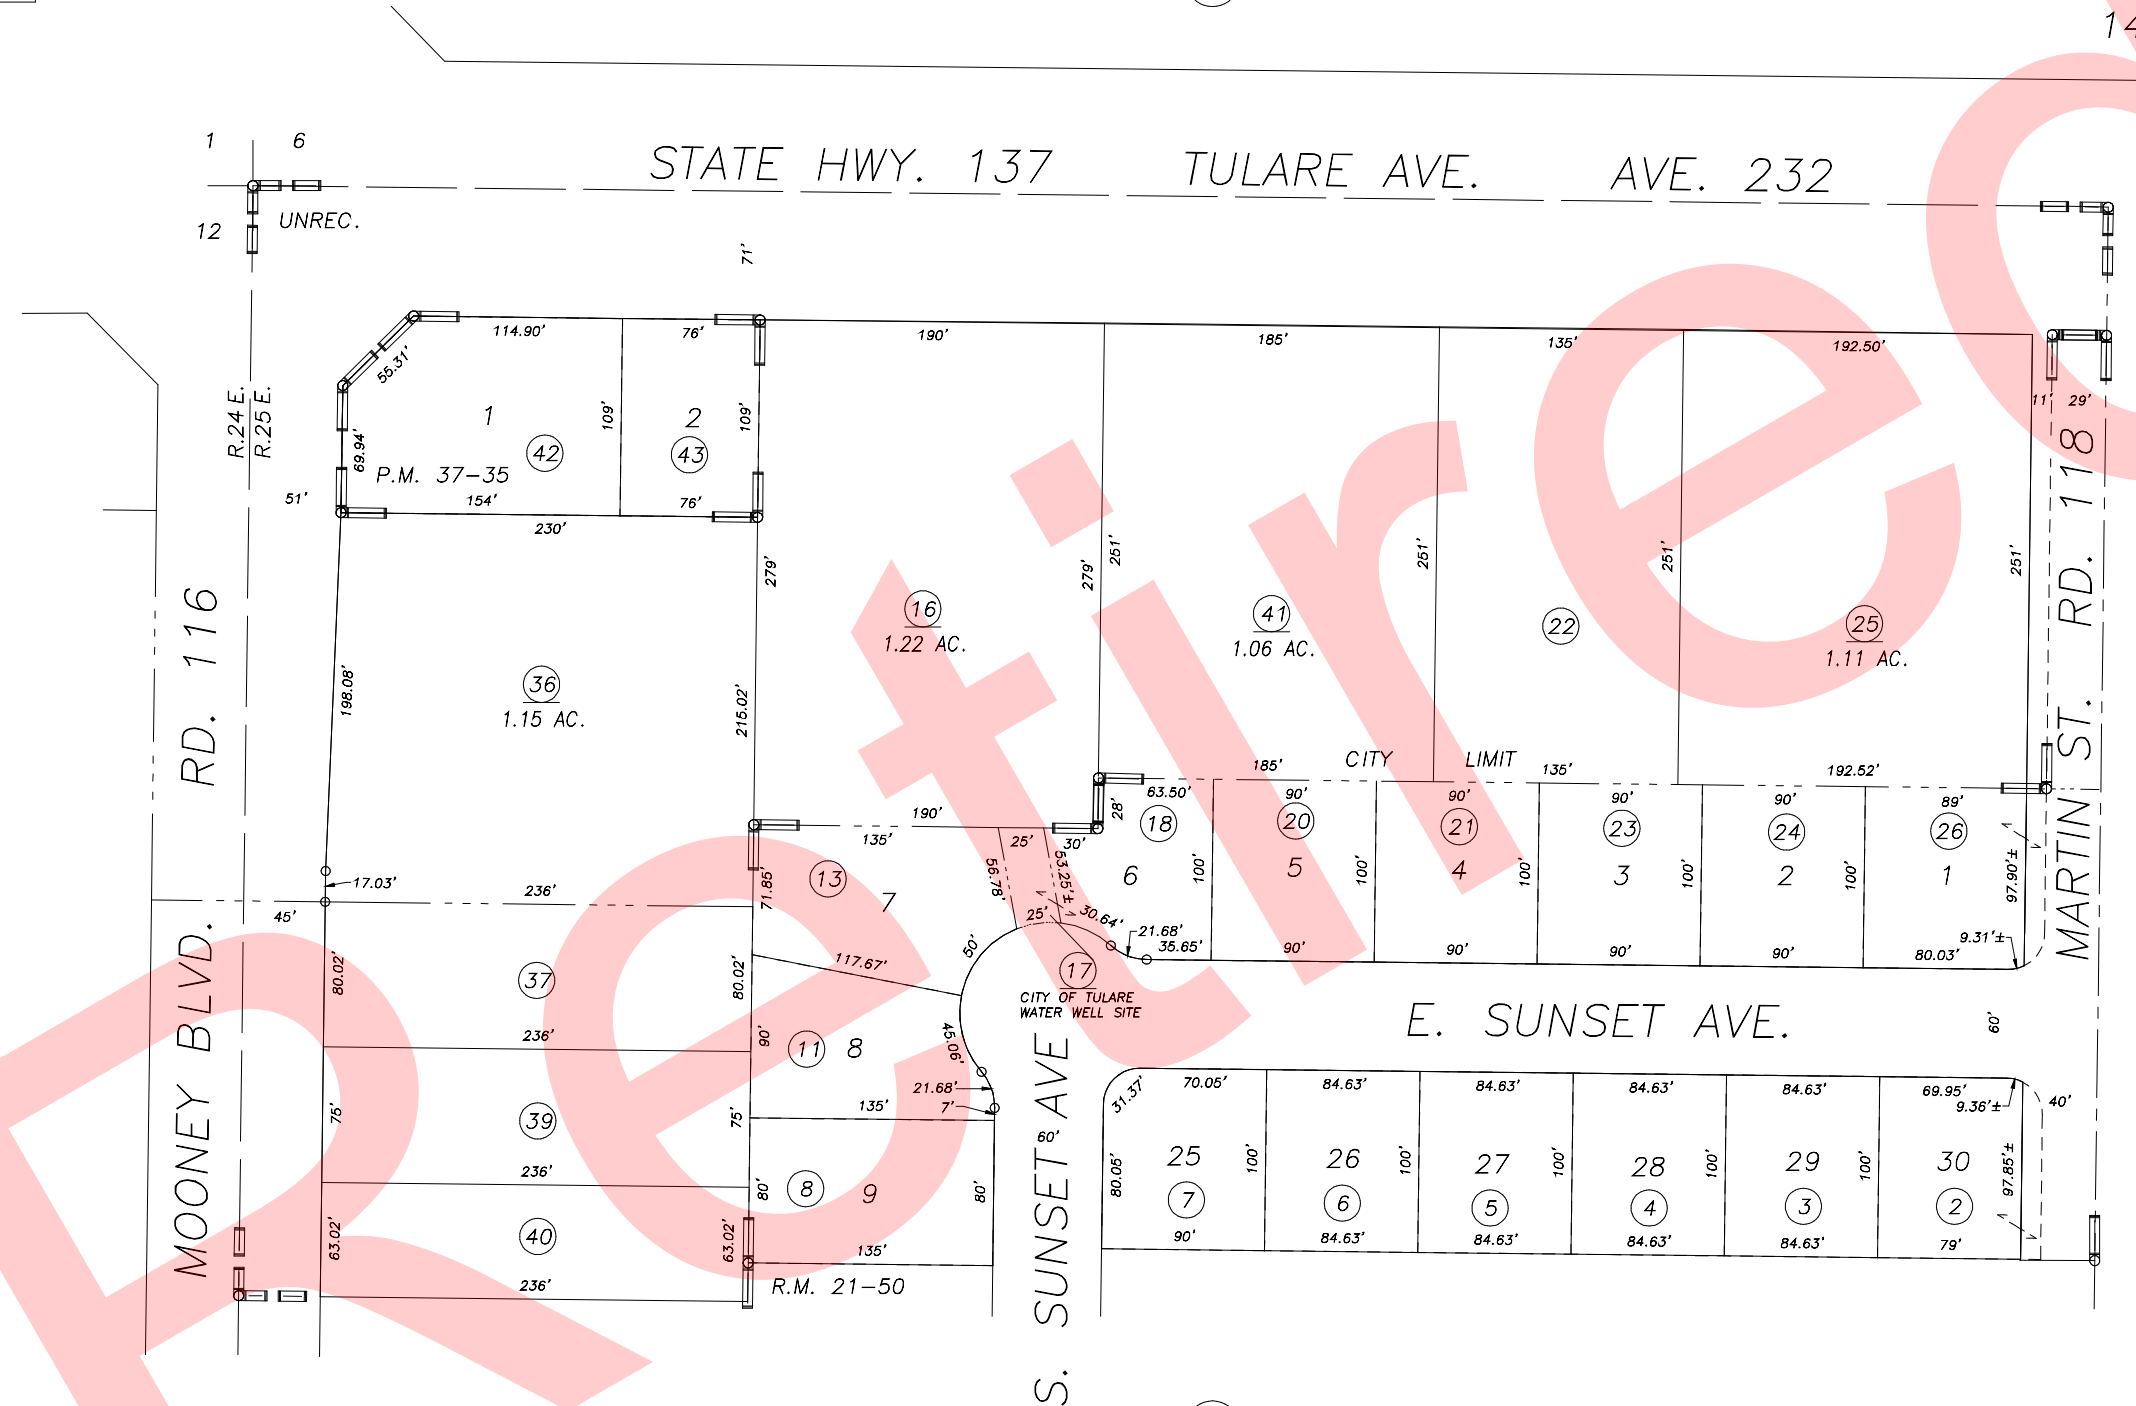 14
1 6
STATE HWY. 137 TULARE AVE. AVE. 232
12 UNREC.
71'
114.90' 76' 190' 185' 135' 192.50'
55.31'
R.24 E.
R.25 E.
11' 29'
1 109' 2 109'
42 43
69.94'
P.M. 37-35
51' 154' 76'
230'
279' 279' 251' 251' 251' 251'
16
1.22 AC.
41
1.06 AC.
22
25
1.11 AC.
36
1.15 AC.
198.08' 215.02'
RD. 116
MOONEY BLVD.
MARTIN ST. RD. 118
185' CITY LIMIT 135' 192.52'
63.50' 90' 90' 90' 90' 89'
28' 18 20 21 23 24 26
190'
135' 25' 30'
6 5 4 3 2 1
100' 100' 100' 100' 100' 97.90'±
13
7
71.85' 56.78' 53.25'±
17.03' 236'
45'
25' 30.64' 21.68'
35.65' 90' 90' 90' 90' 80.03' 9.31'±
50'
117.67'
17
CITY OF TULARE
WATER WELL SITE
80.02' 37 80.02'
E. SUNSET AVE.
60'
236' 90' 11 8 45.06'
21.68'
7'
135'
75' 39 75'
31.37' 70.05' 84.63' 84.63' 84.63' 84.63' 69.95'
9.36'±
40'
60'
236' 80' 8 9 80'
80.05' 25 100' 26 100' 27 100' 28 100' 29 100' 30 97.85'±
7 6 5 4 3 2
90' 84.63' 84.63' 84.63' 84.63' 79'
63.02' 40 63.02' 135'
236' R.M. 21-50
S. SUNSET AVE
Retired